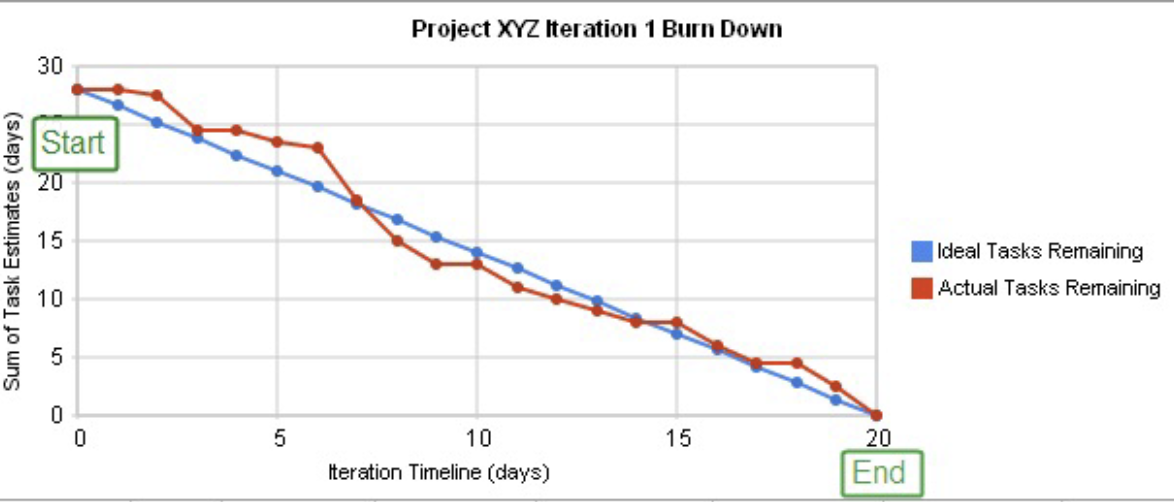 Project XYZ Iteration 1 Burn Down
30
Start
20
15
10
5
0
Sum of Task Estimates (days)
0 5 10 15 20
Iteration Timeline (days)
End
Ideal Tasks Remaining
Actual Tasks Remaining